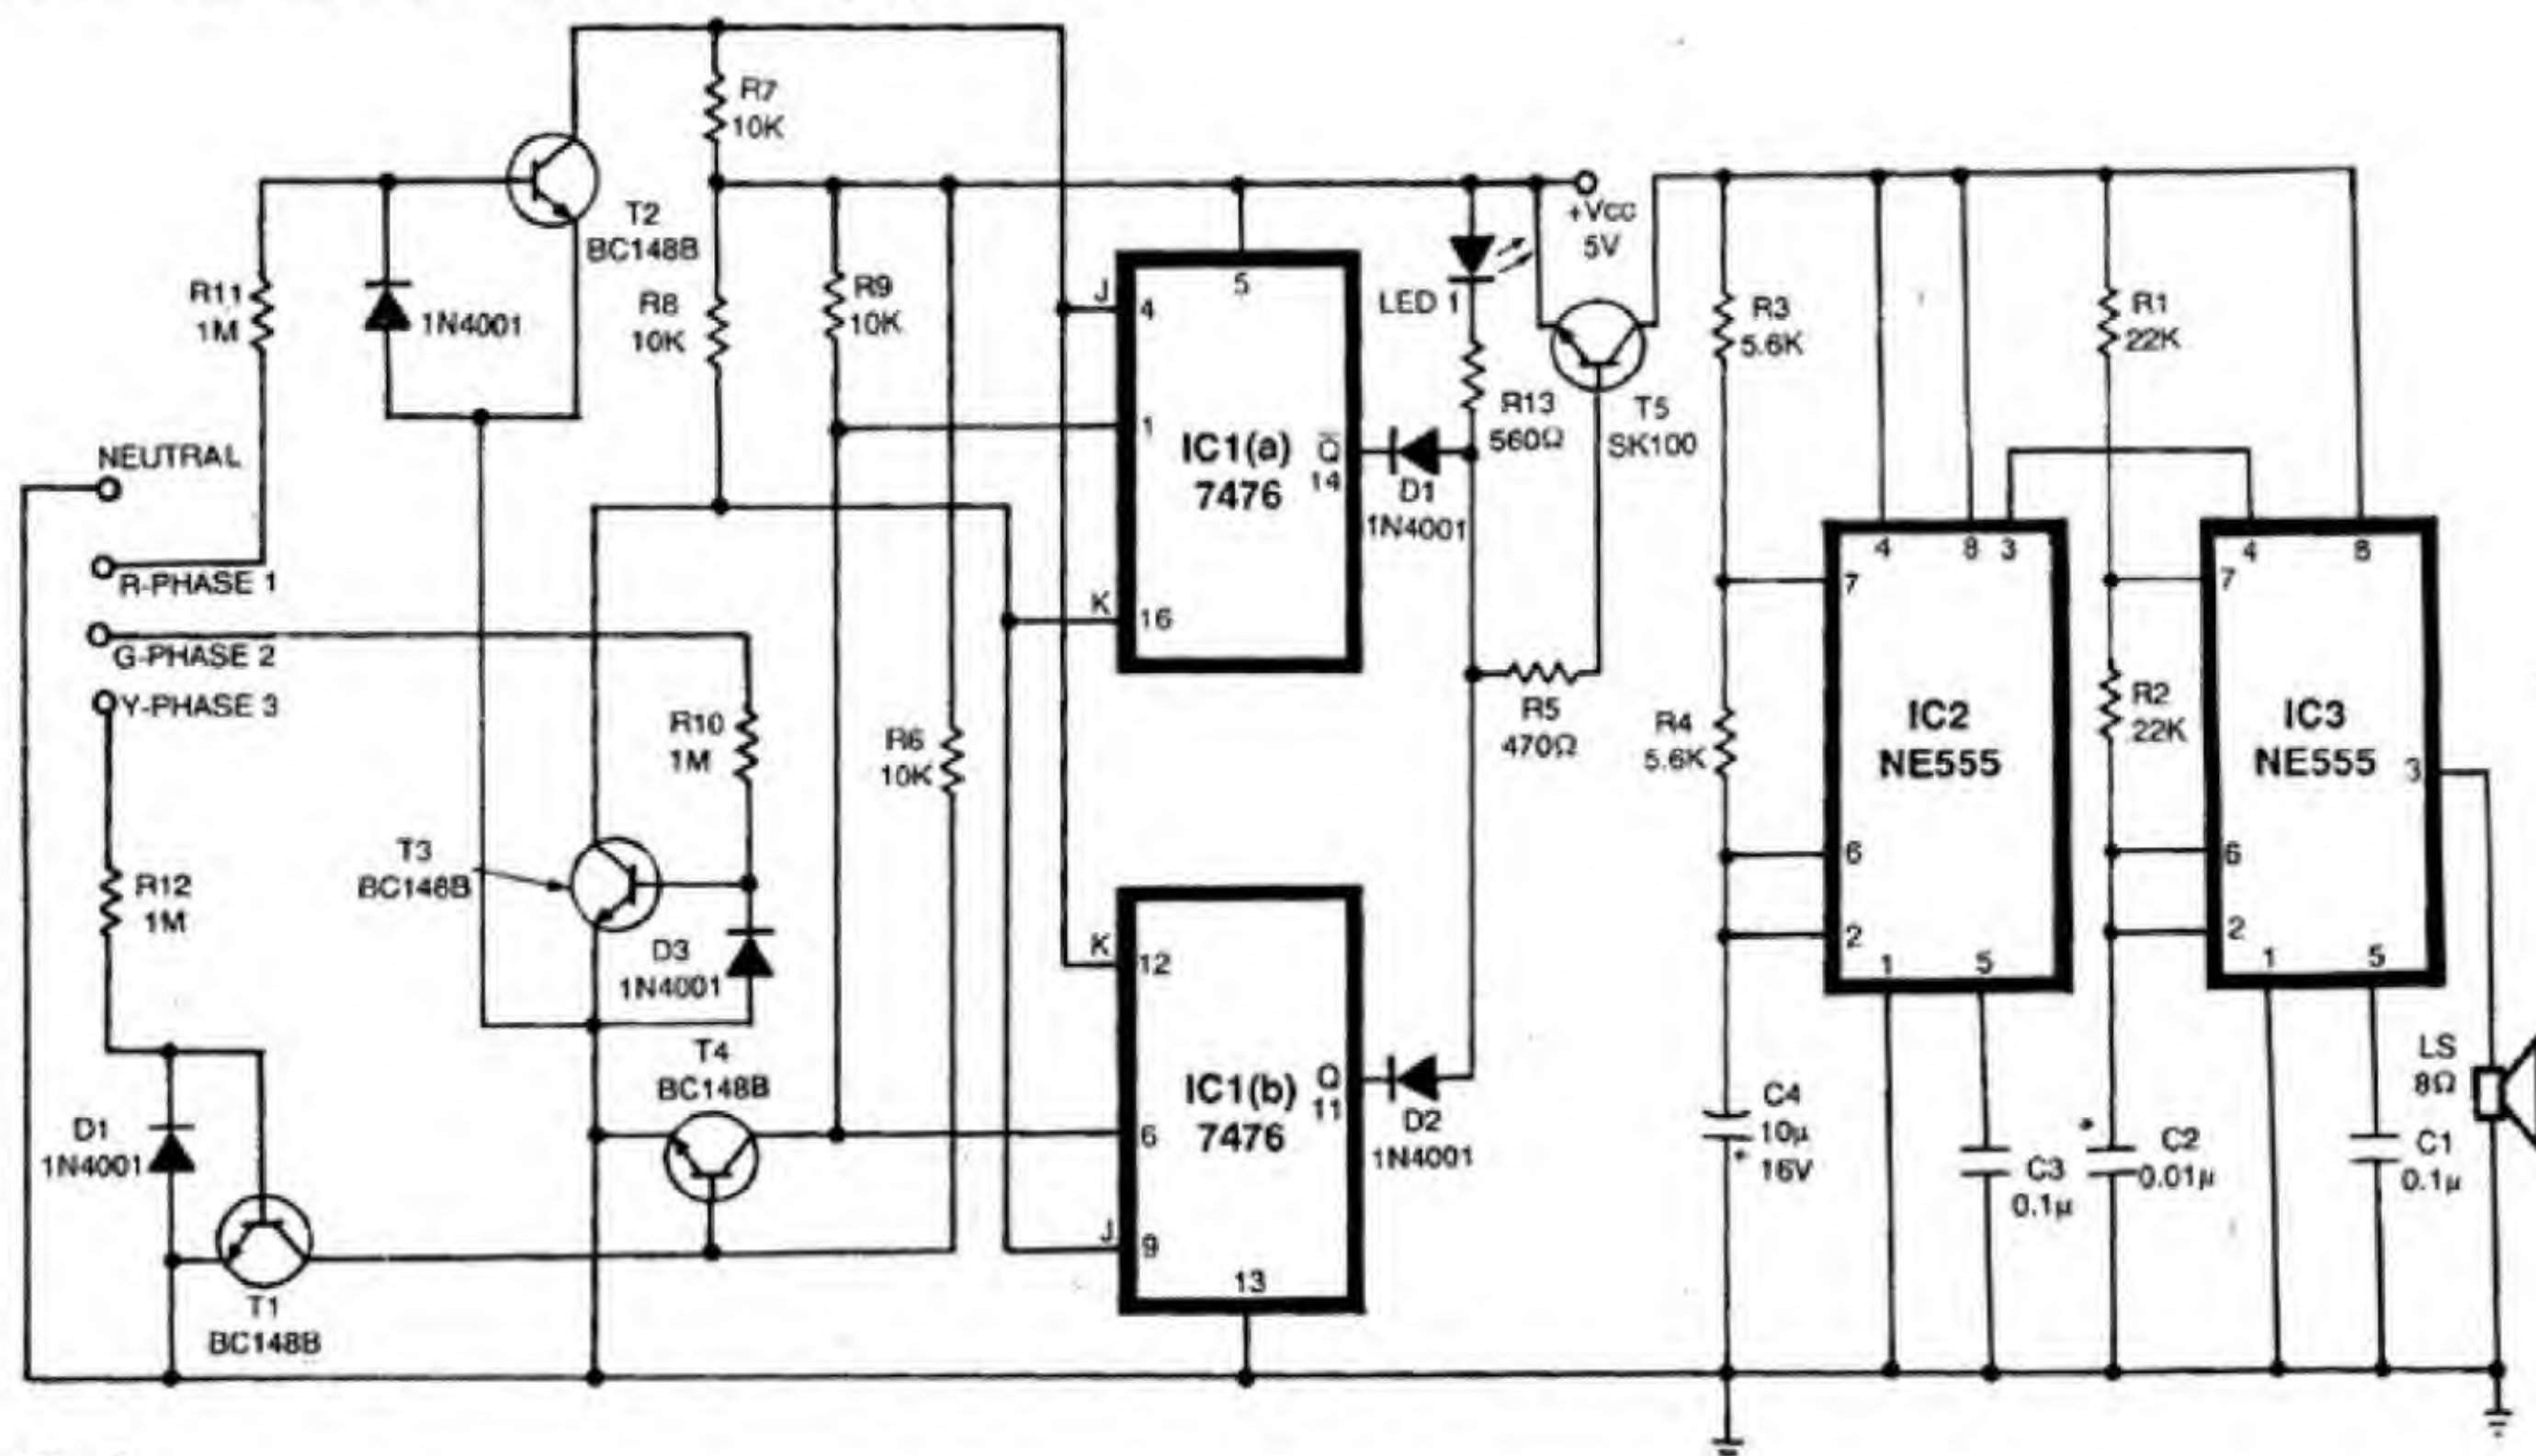 R7
10K
T2
BC148B
R11
1M
1N4001
R8
10K
R9
10K
+Vcc
5V
LED 1
R3
5.6K
R1
22K
J
4
5
1
IC1(a)
7476
Q̅
14
K
16
R13
560Ω
D1
1N4001
T5
SK100
NEUTRAL
R-PHASE 1
G-PHASE 2
Y-PHASE 3
4
8
3
7
4
8
7
R10
1M
R6
10K
R5
470Ω
R4
5.6K
IC2
NE555
R2
22K
IC3
NE555
3
T3
BC148B
R12
1M
D3
1N4001
6
2
1
5
6
2
1
5
K
12
T4
BC148B
IC1(b)
7476
Q
11
6
J
9
13
D2
1N4001
D1
1N4001
T1
BC148B
C4
10μ
+
16V
C3
0.1μ
C2
0.01μ
C1
0.1μ
LS
8Ω